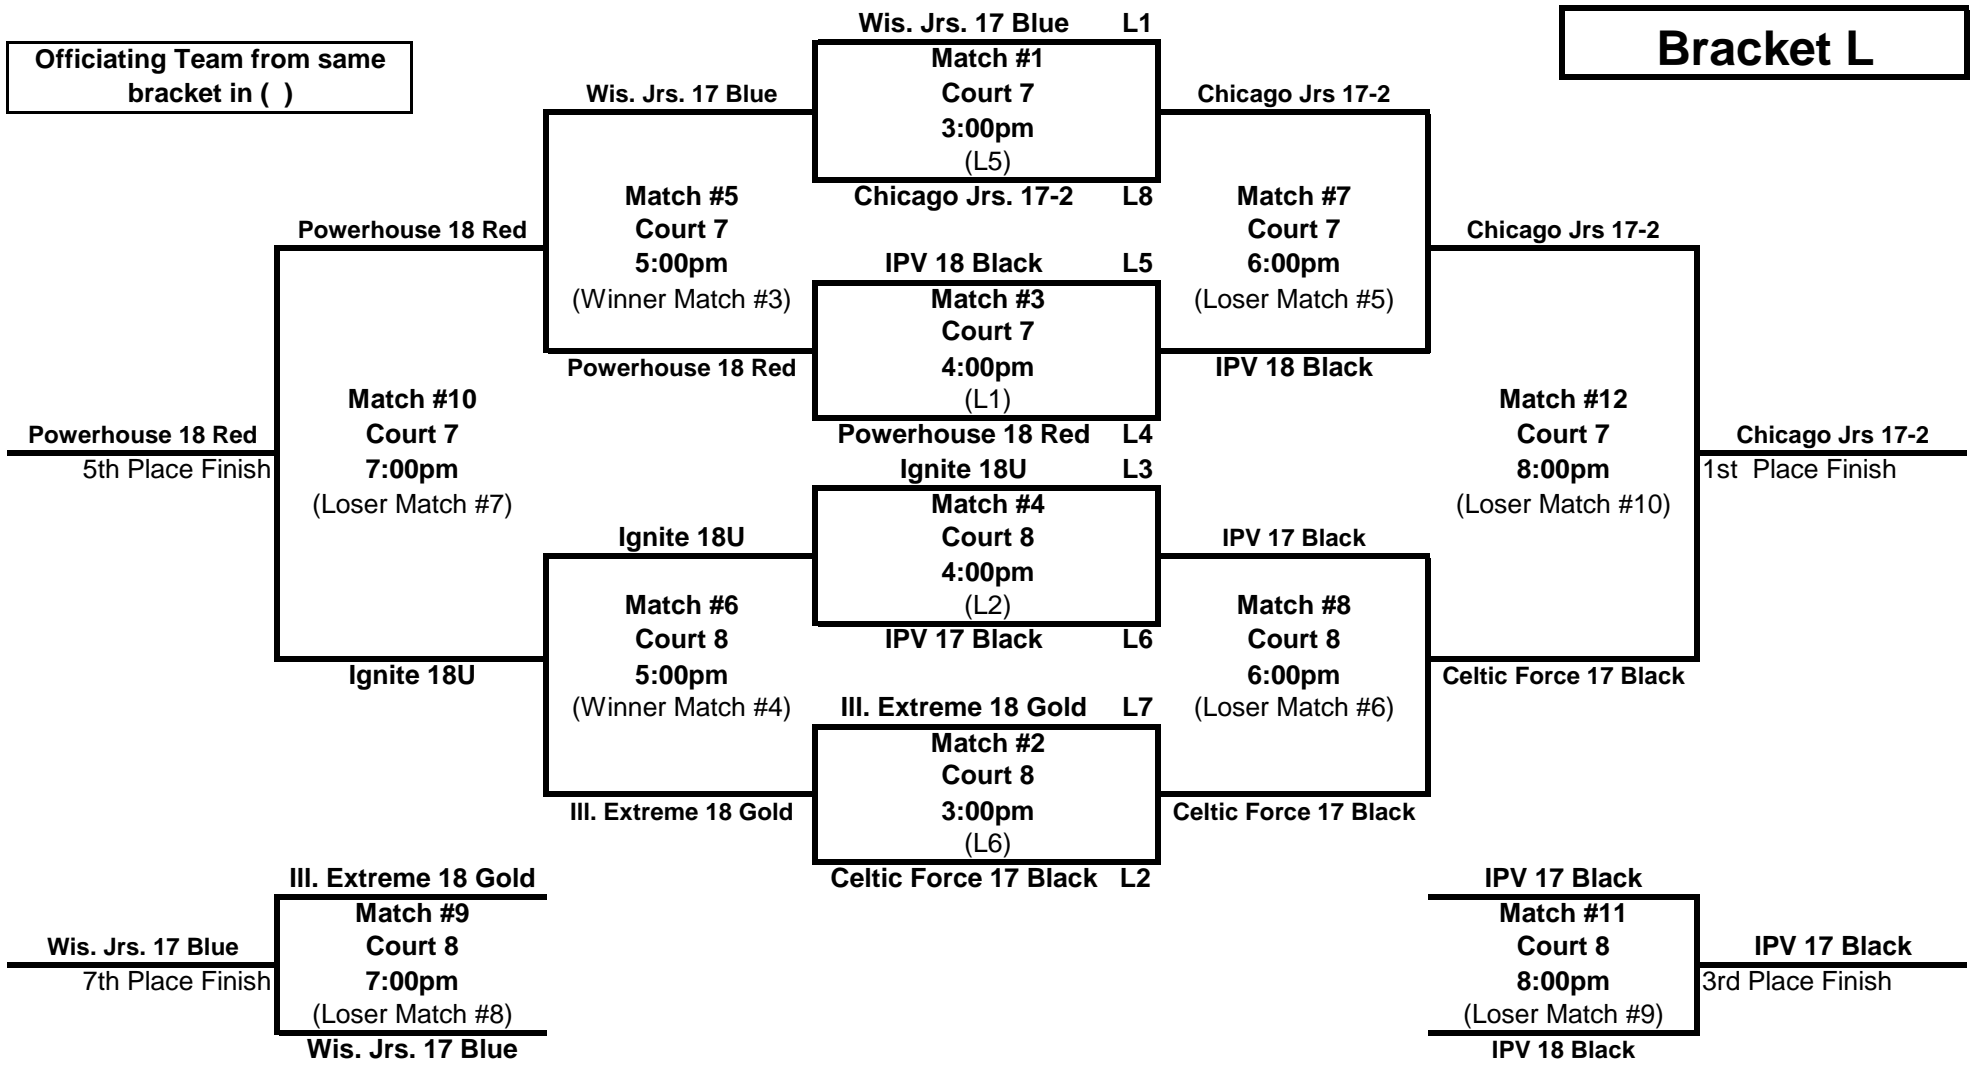 Wis. Jrs. 17 Blue L1
Bracket L
Officiating Team from same
bracket in ( )
Match #1
Court 7
3:00pm
(L5)
Wis. Jrs. 17 Blue
Chicago Jrs 17-2
Chicago Jrs. 17-2 L8
Match #5
Court 7
5:00pm
(Winner Match #3)
Match #7
Court 7
6:00pm
(Loser Match #5)
Powerhouse 18 Red
Chicago Jrs 17-2
IPV 18 Black L5
Match #3
Court 7
4:00pm
(L1)
Powerhouse 18 Red
IPV 18 Black
Powerhouse 18 Red L4
Match #10
Court 7
7:00pm
(Loser Match #7)
Match #12
Court 7
8:00pm
(Loser Match #10)
Powerhouse 18 Red
5th Place Finish
Chicago Jrs 17-2
1st Place Finish
Ignite 18U L3
Match #4
Court 8
4:00pm
(L2)
Ignite 18U
IPV 17 Black
IPV 17 Black L6
Match #6
Court 8
5:00pm
(Winner Match #4)
Match #8
Court 8
6:00pm
(Loser Match #6)
Ignite 18U
Celtic Force 17 Black
Ill. Extreme 18 Gold L7
Match #2
Court 8
3:00pm
(L6)
Ill. Extreme 18 Gold
Celtic Force 17 Black
Celtic Force 17 Black L2
Ill. Extreme 18 Gold
Match #9
Court 8
7:00pm
(Loser Match #8)
Wis. Jrs. 17 Blue
Wis. Jrs. 17 Blue
7th Place Finish
IPV 17 Black
Match #11
Court 8
8:00pm
(Loser Match #9)
IPV 18 Black
IPV 17 Black
3rd Place Finish